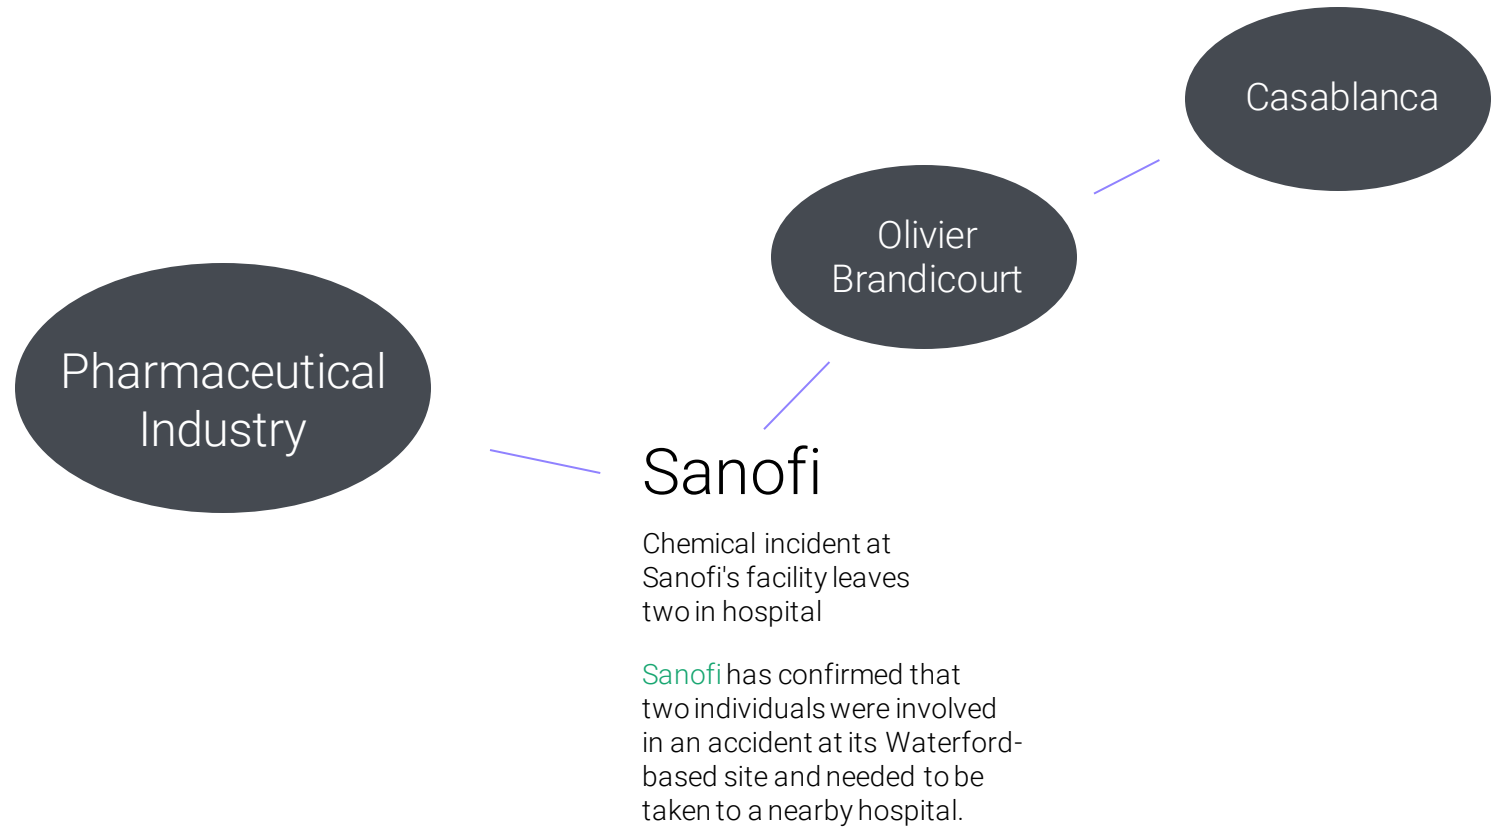 Casablanca
Olivier
Brandicourt
Pharmaceutical
Industry
Sanofi
Chemical incident at
Sanofi's facility leaves
two in hospital
Sanofi has confirmed that
two individuals were involved
in an accident at its Waterford-
based site and needed to be
taken to a nearby hospital.